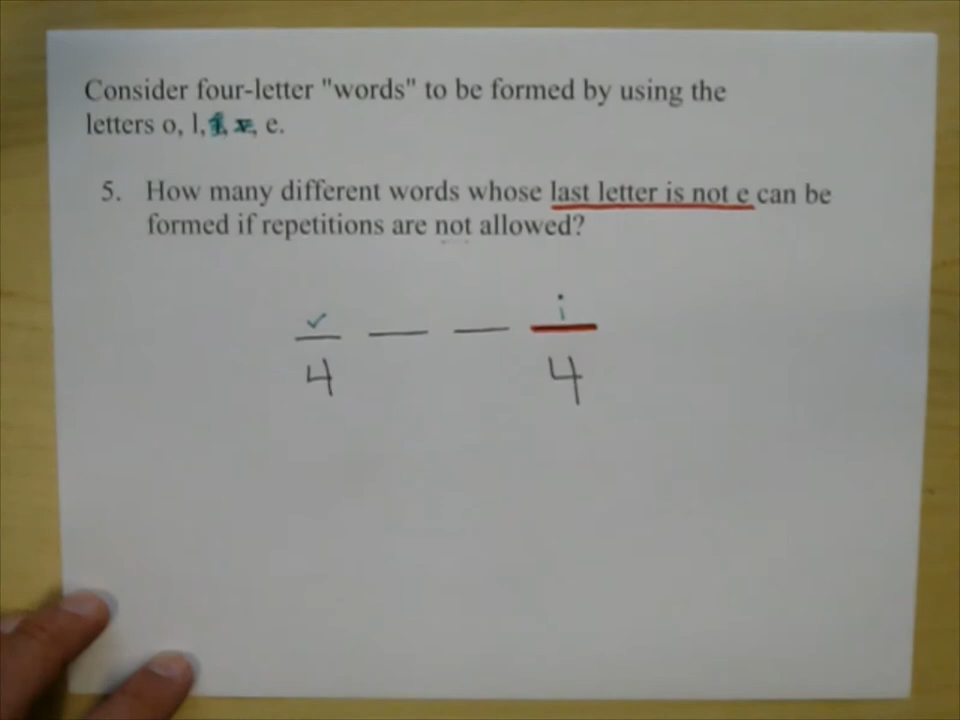 Consider four-letter "words" to be formed by using the
letters o, l, i, v, e.
5. How many different words whose last letter is not e can be
formed if repetitions are not allowed?
v i
4 4